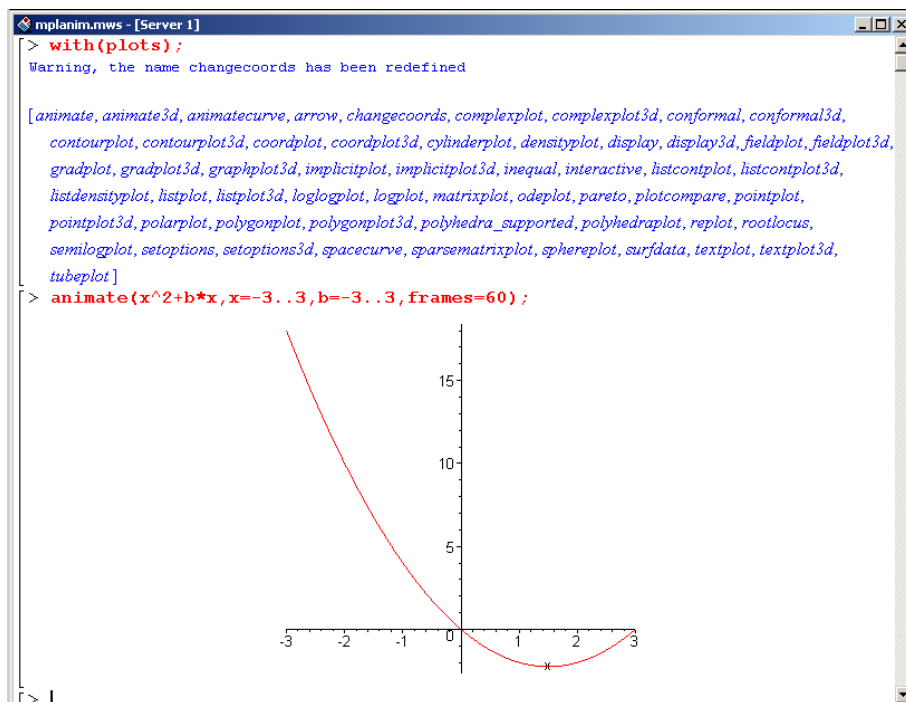 mplanim.mws - [Server 1]
[> with(plots);
Warning, the name changecoords has been redefined
[animate, animate3d, animatecurve, arrow, changecoords, complexplot, complexplot3d, conformal, conformal3d,
contourplot, contourplot3d, coordplot, coordplot3d, cylinderplot, densityplot, display, display3d, fieldplot, fieldplot3d,
gradplot, gradplot3d, graphplot3d, implicitplot, implicitplot3d, inequal, interactive, listcontplot, listcontplot3d,
listdensityplot, listplot, listplot3d, loglogplot, logplot, matrixplot, odeplot, pareto, plotcompare, pointplot,
pointplot3d, polarplot, polygonplot, polygonplot3d, polyhedra_supported, polyhedraplot, replot, rootlocus,
semilogplot, setoptions, setoptions3d, spacecurve, sparsematrixplot, sphereplot, surfdata, textplot, textplot3d,
tubeplot]
[> animate(x^2+b*x,x=-3..3,b=-3..3,frames=60);
15
10
5
-3 -2 -1 0 1 2 3
x
[>